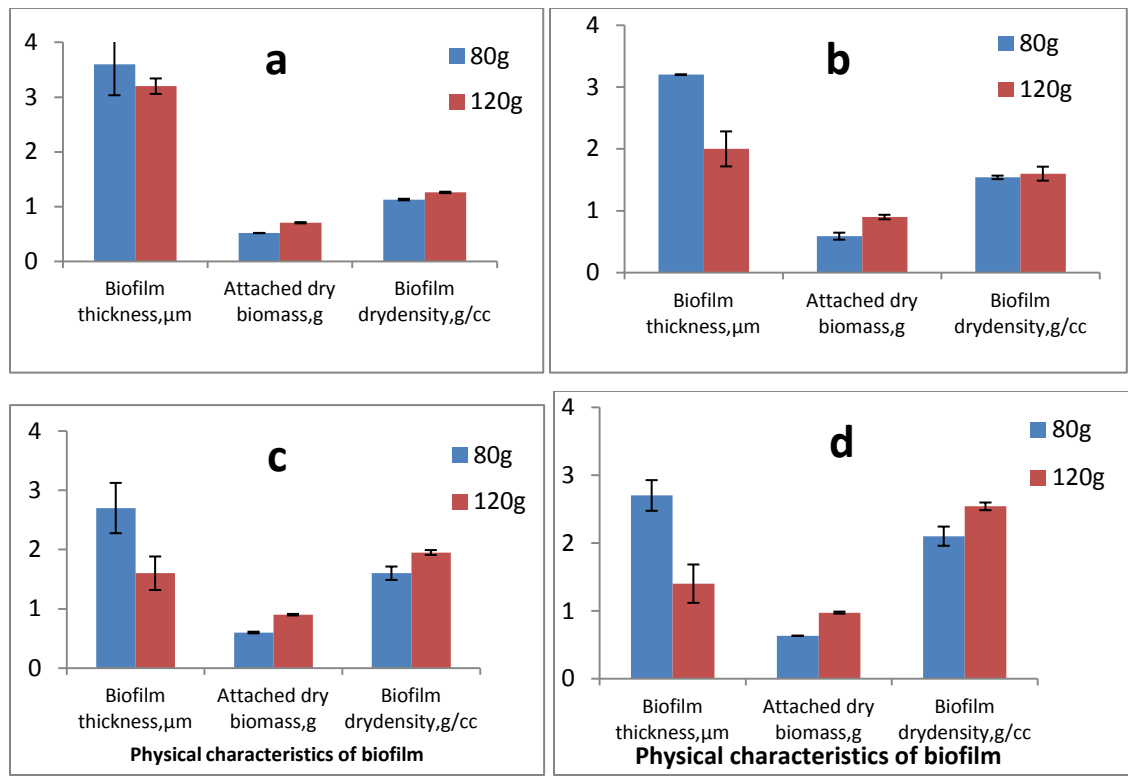 4
3
2
1
0
a
80g
120g
Biofilm
thickness,µm
Attached dry
biomass,g
Biofilm
drydensity,g/cc
4
3
2
1
0
b
80g
120g
Biofilm
thickness,µm
Attached dry
biomass,g
Biofilm
drydensity,g/cc
4
3
2
1
0
c
80g
120g
Biofilm
thickness,µm
Attached dry
biomass,g
Biofilm
drydensity,g/cc
Physical characteristics of biofilm
4
3
2
1
0
d
80g
120g
Biofilm
thickness,µm
Attached dry
biomass,g
Biofilm
drydensity,g/cc
Physical characteristics of biofilm